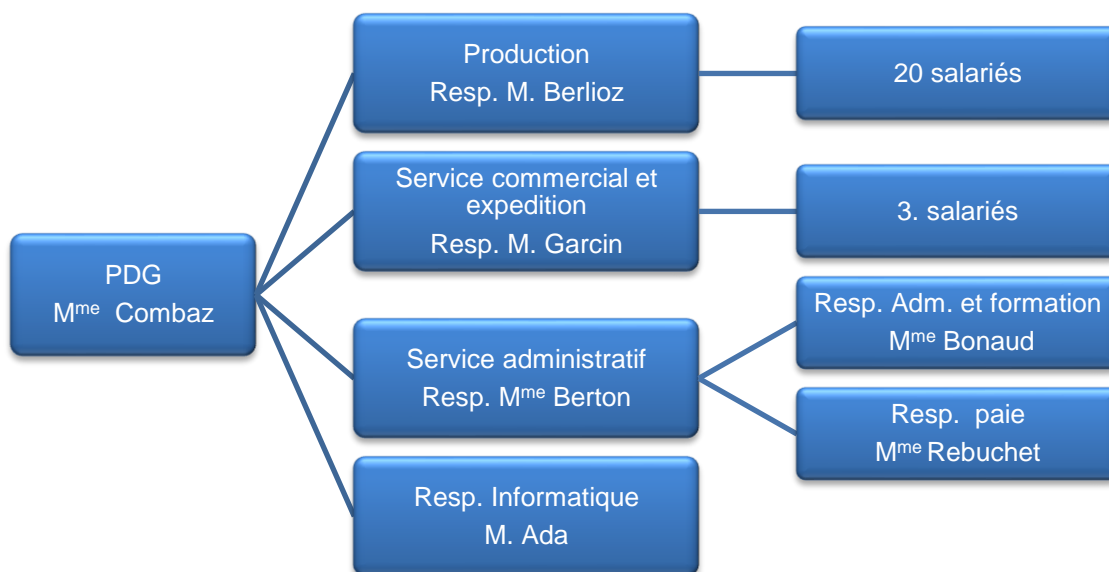 PDG
Mme Combaz
Production
Resp. M. Berlioz
20 salariés
Service commercial et
expedition
Resp. M. Garcin
3. salariés
Service administratif
Resp. Mme Berton
Resp. Adm. et formation
Mme Bonaud
Resp. paie
Mme Rebuchet
Resp. Informatique
M. Ada